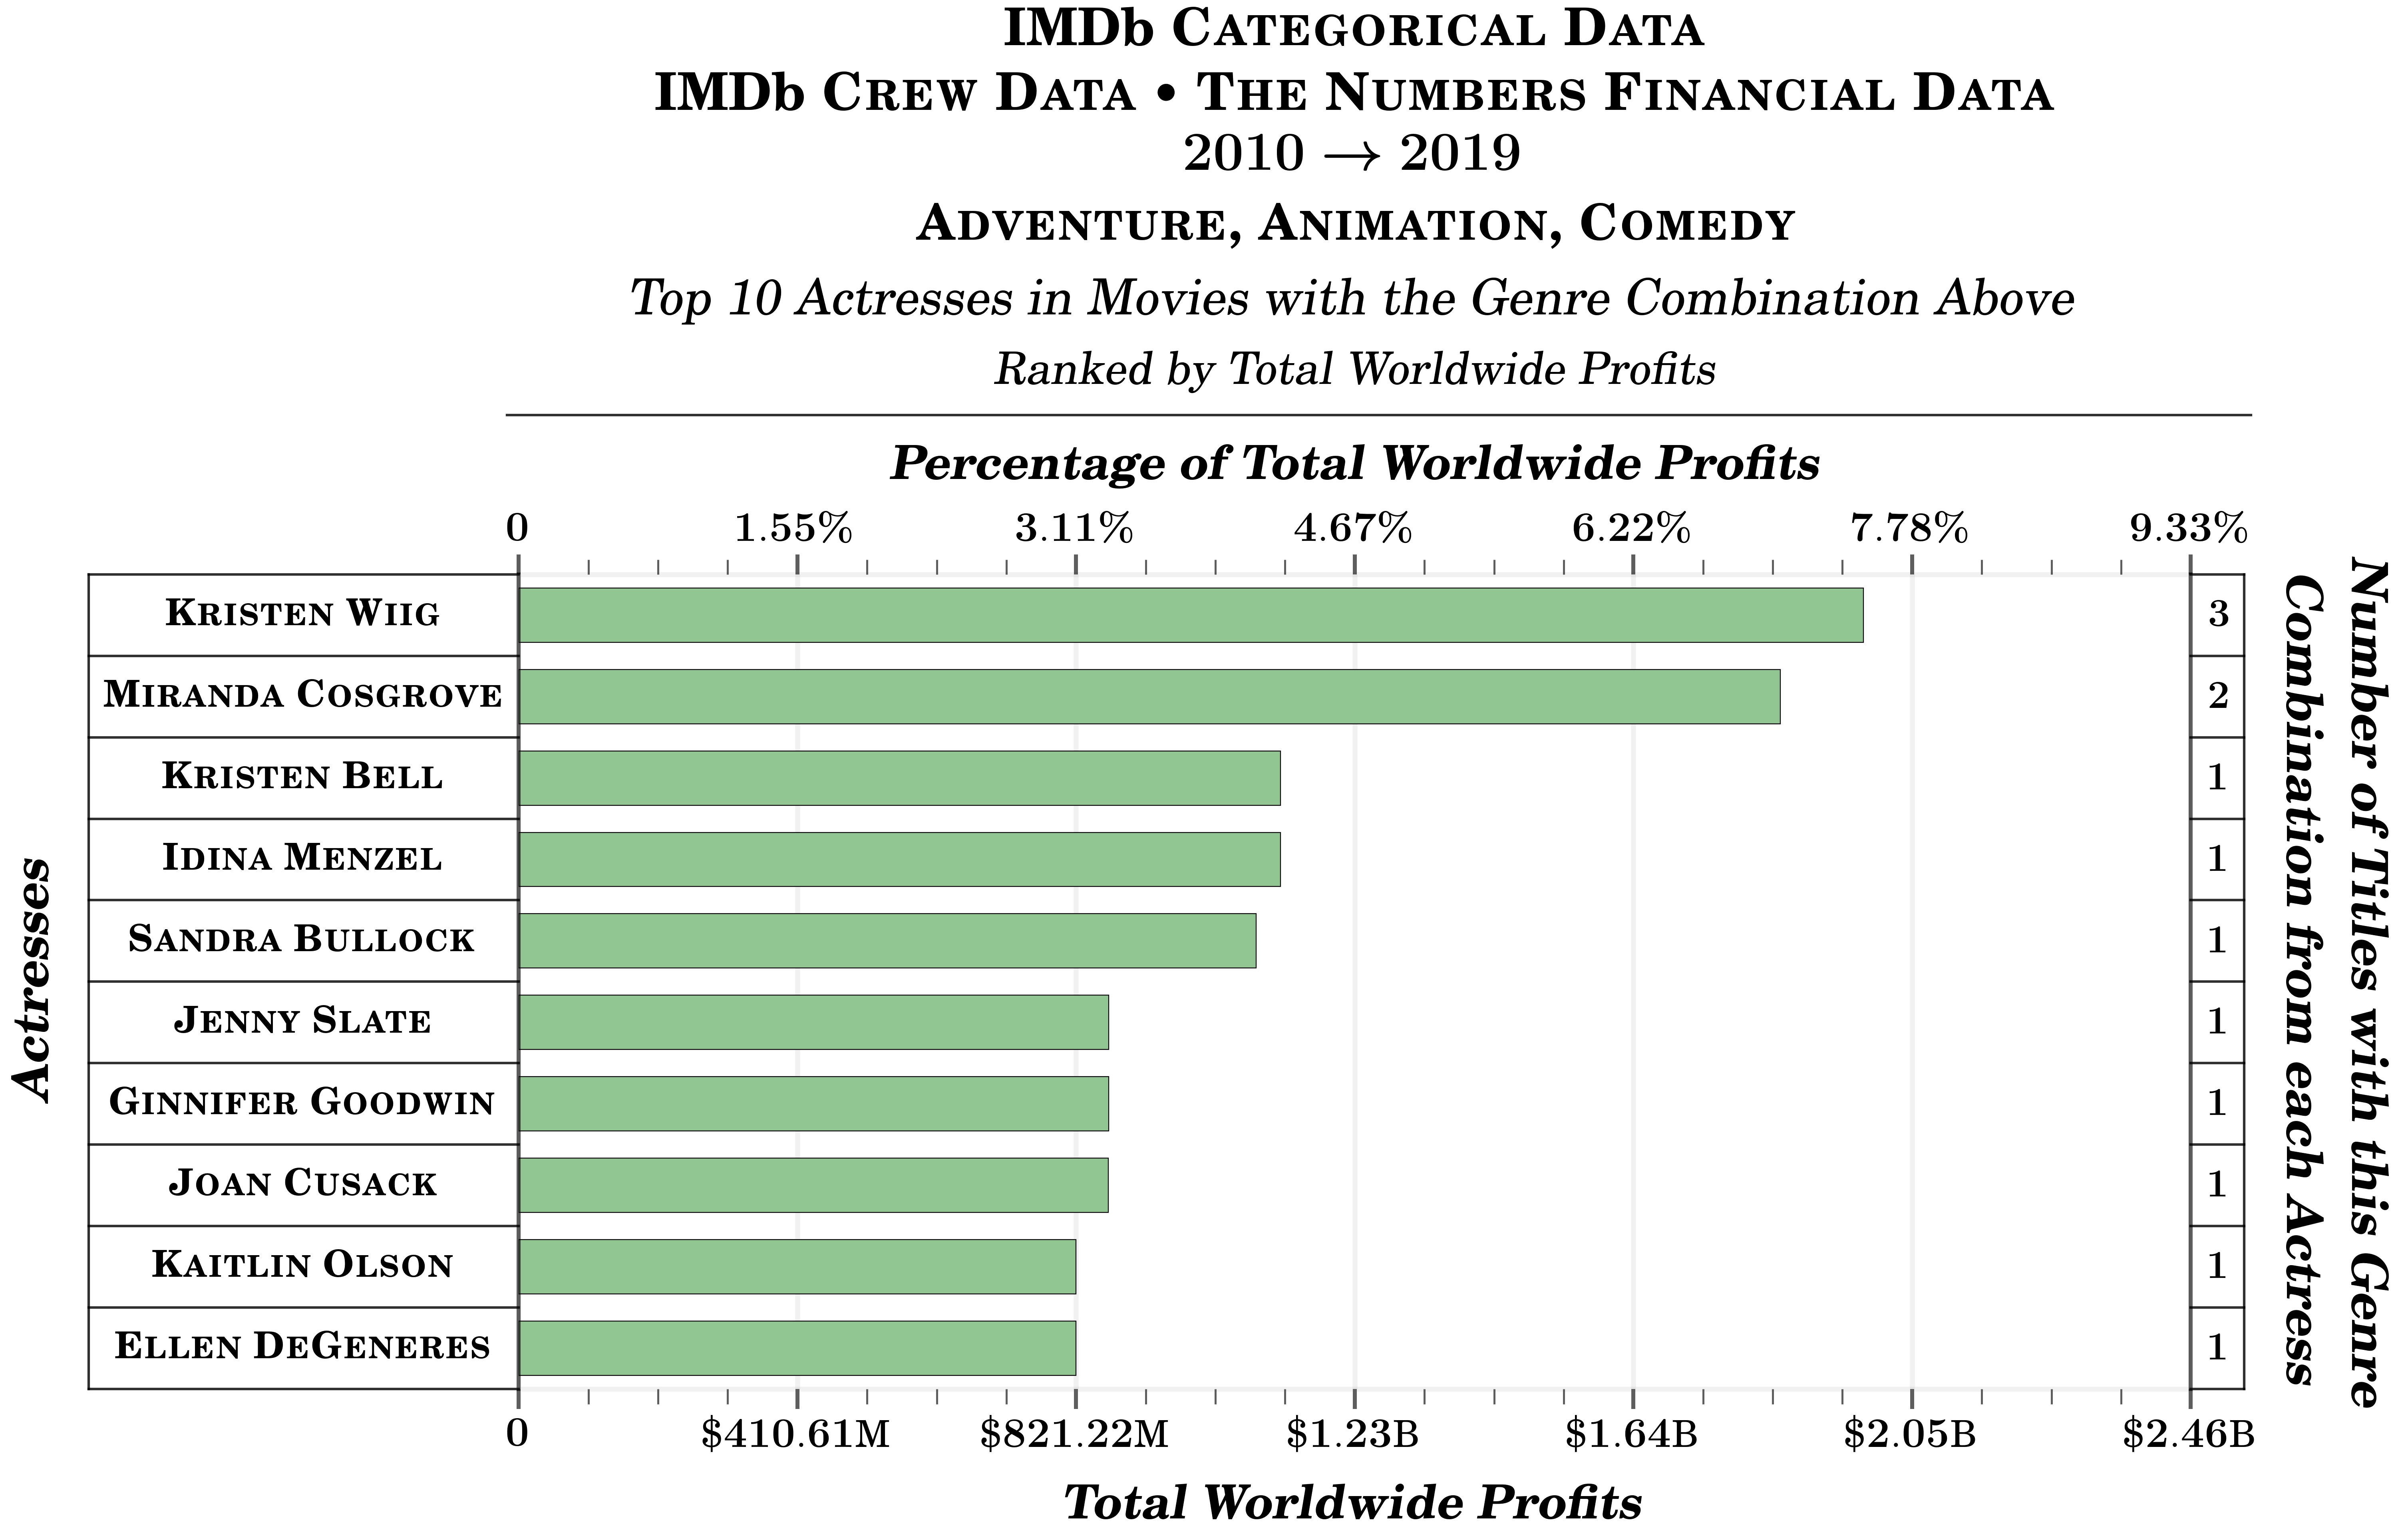 IMDb Categorical Data
IMDb Crew Data • The Numbers Financial Data
2010 → 2019
Adventure, Animation, Comedy
Top 10 Actresses in Movies with the Genre Combination Above
Ranked by Total Worldwide Profits
Percentage of Total Worldwide Profits
0 1.55% 3.11% 4.67% 6.22% 7.78% 9.33%
Kristen Wiig 3
Miranda Cosgrove 2
Kristen Bell 1
Idina Menzel 1
Sandra Bullock 1
Jenny Slate 1
Ginnifer Goodwin 1
Joan Cusack 1
Kaitlin Olson 1
Ellen DeGeneres 1
0 $410.61M $821.22M $1.23B $1.64B $2.05B $2.46B
Total Worldwide Profits
Actresses
Number of Titles with this Genre
Combination from each Actress